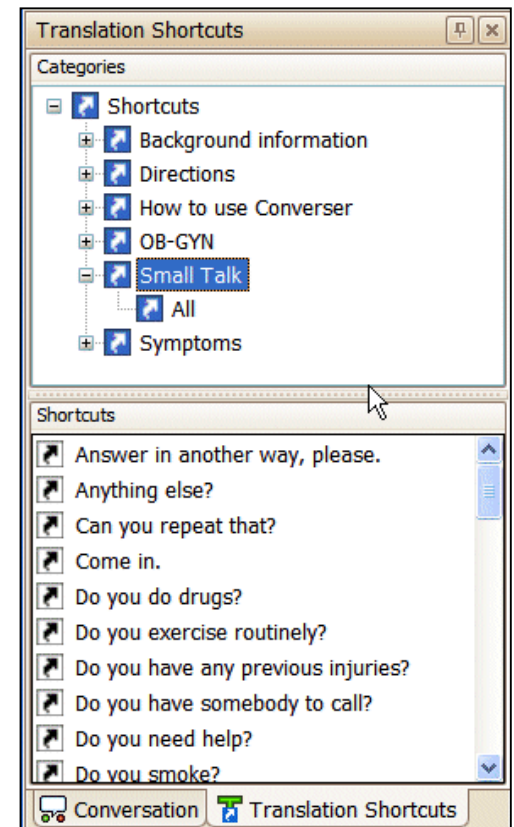 Translation Shortcuts
Categories
Shortcuts
Background information
Directions
How to use Converser
OB-GYN
Small Talk
All
Symptoms
Shortcuts
Answer in another way, please.
Anything else?
Can you repeat that?
Come in.
Do you do drugs?
Do you exercise routinely?
Do you have any previous injuries?
Do you have somebody to call?
Do you need help?
Do you smoke?
Conversation Translation Shortcuts